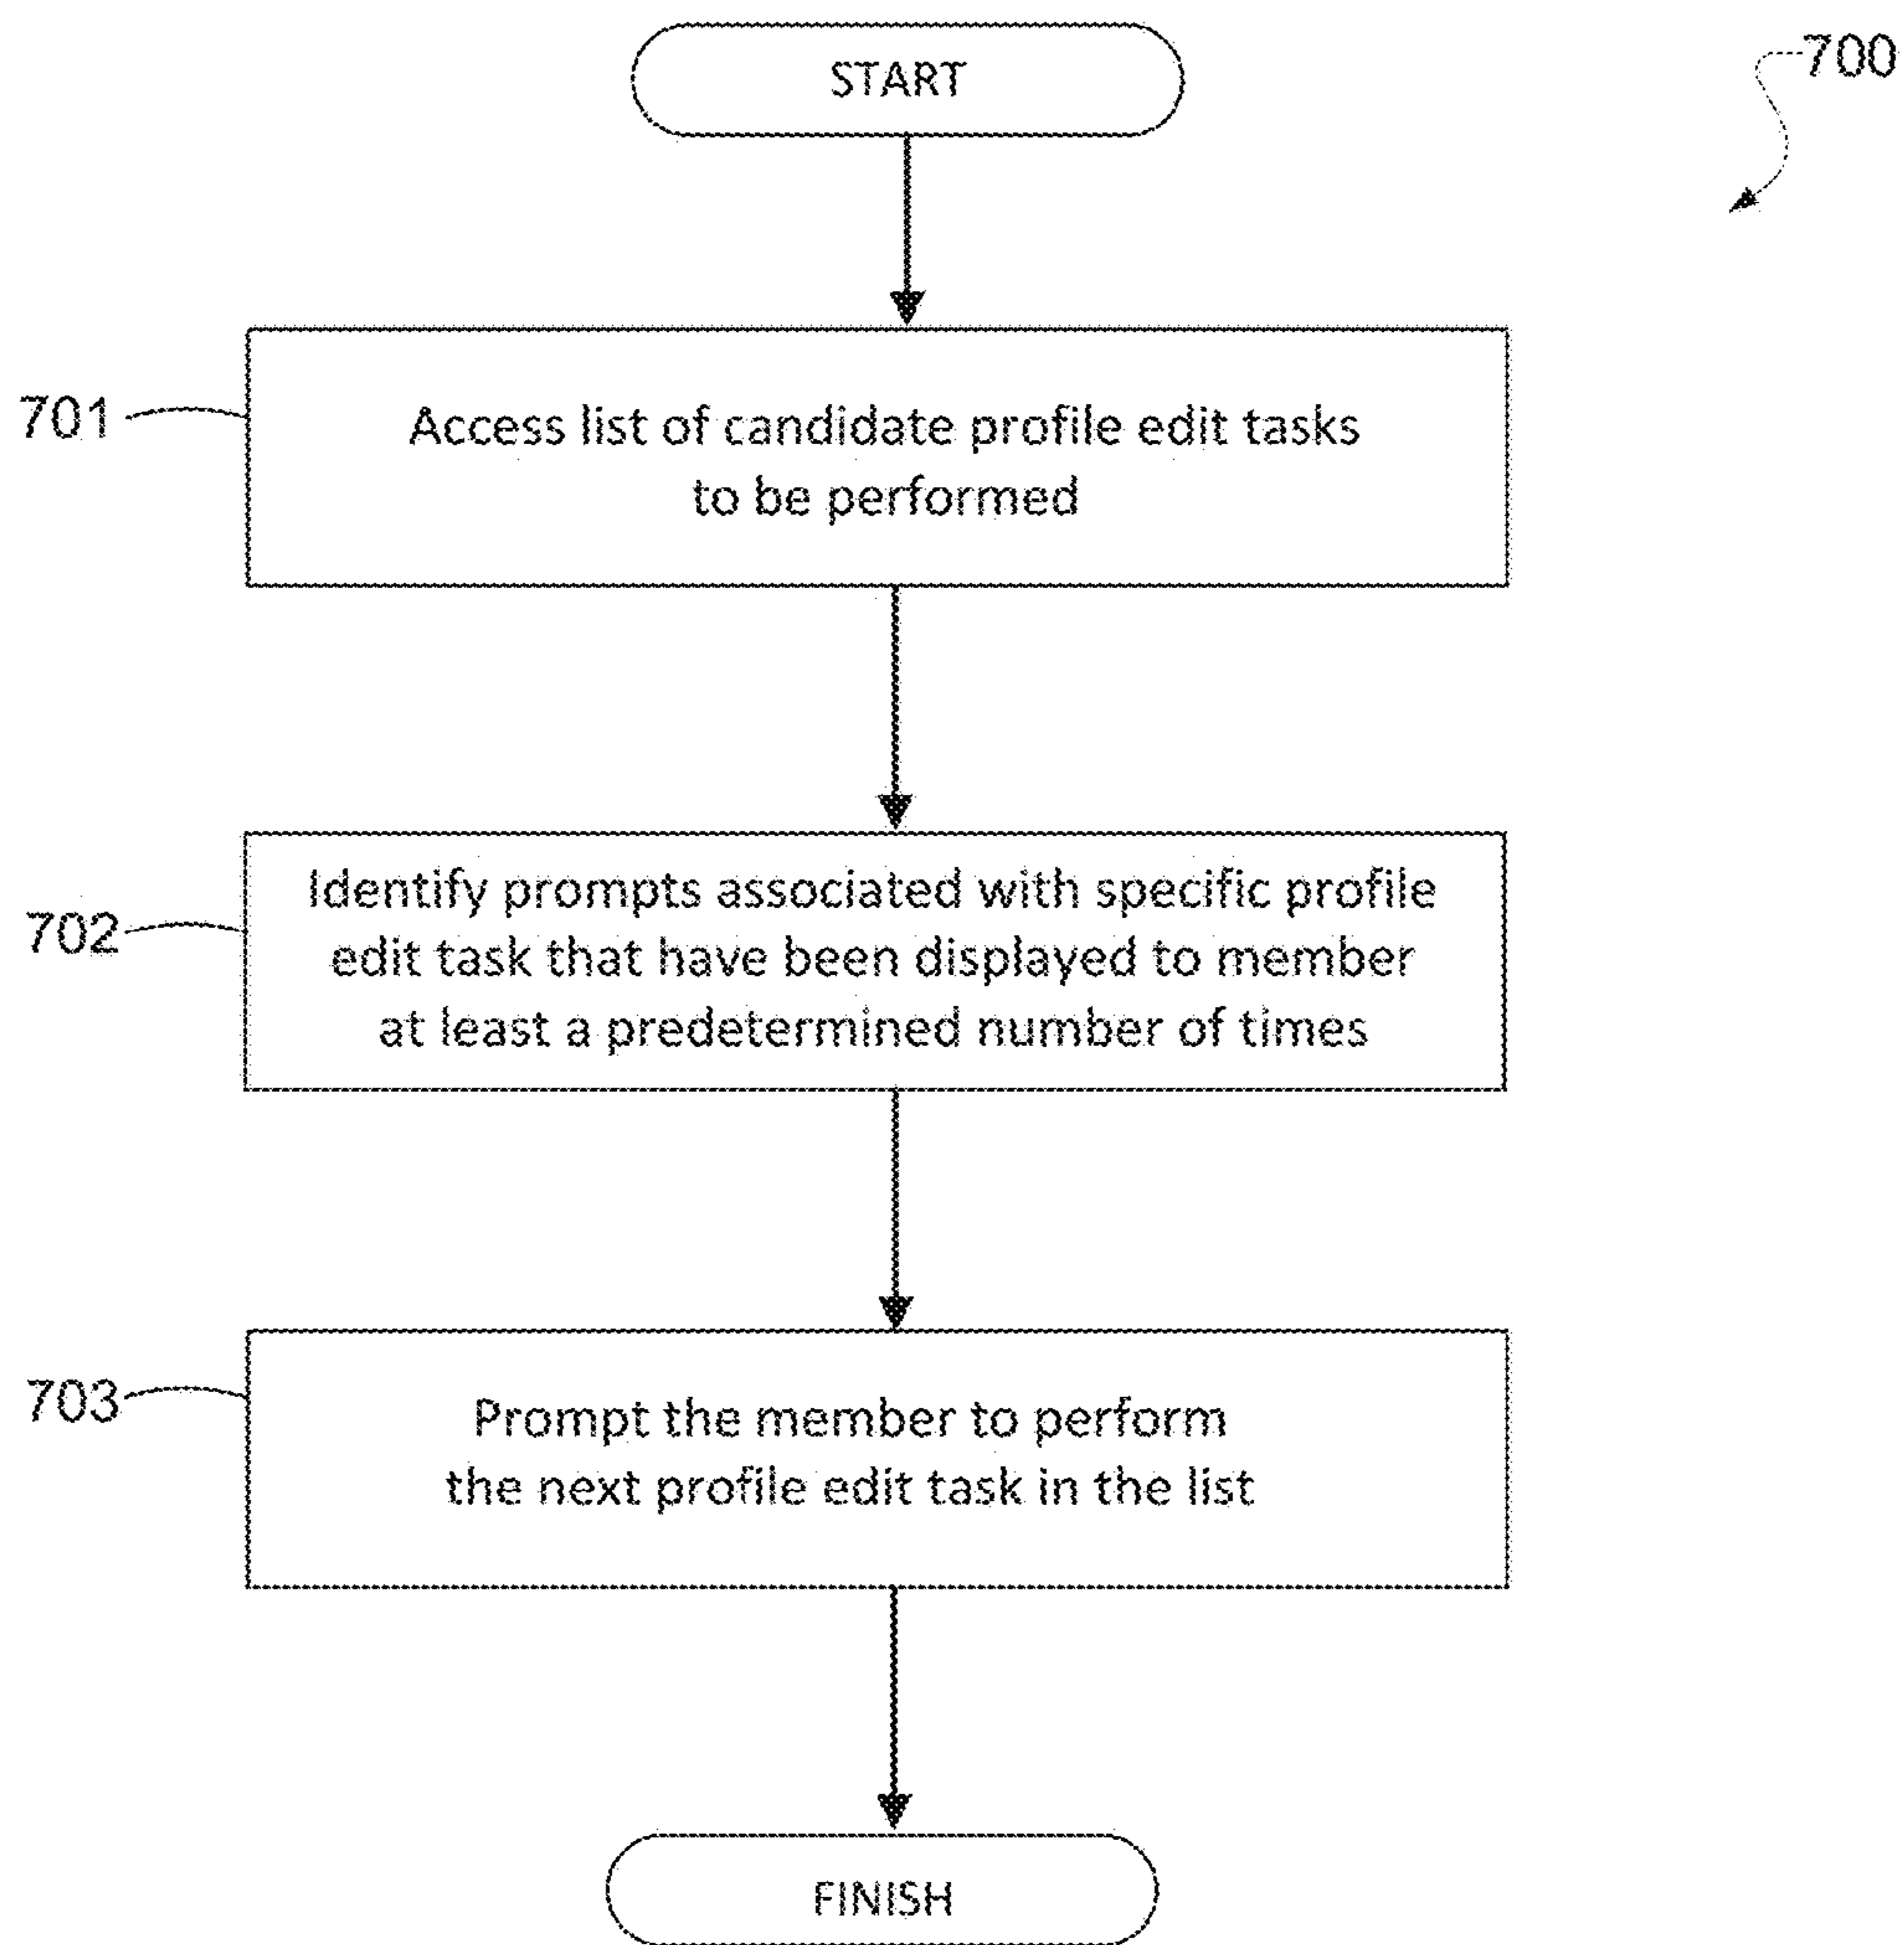 START
700
701
Access list of candidate profile edit tasks
to be performed
702
Identify prompts associated with specific profile
edit task that have been displayed to member
at least a predetermined number of times
703
Prompt the member to perform
the next profile edit task in the list
FINISH